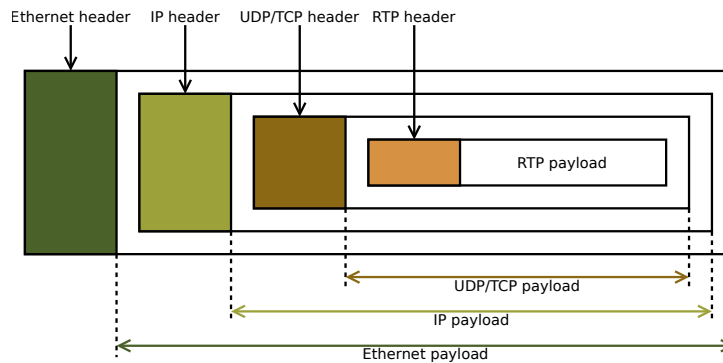 Ethernet header
IP header
UDP/TCP header
RTP header
RTP payload
UDP/TCP payload
IP payload
Ethernet payload